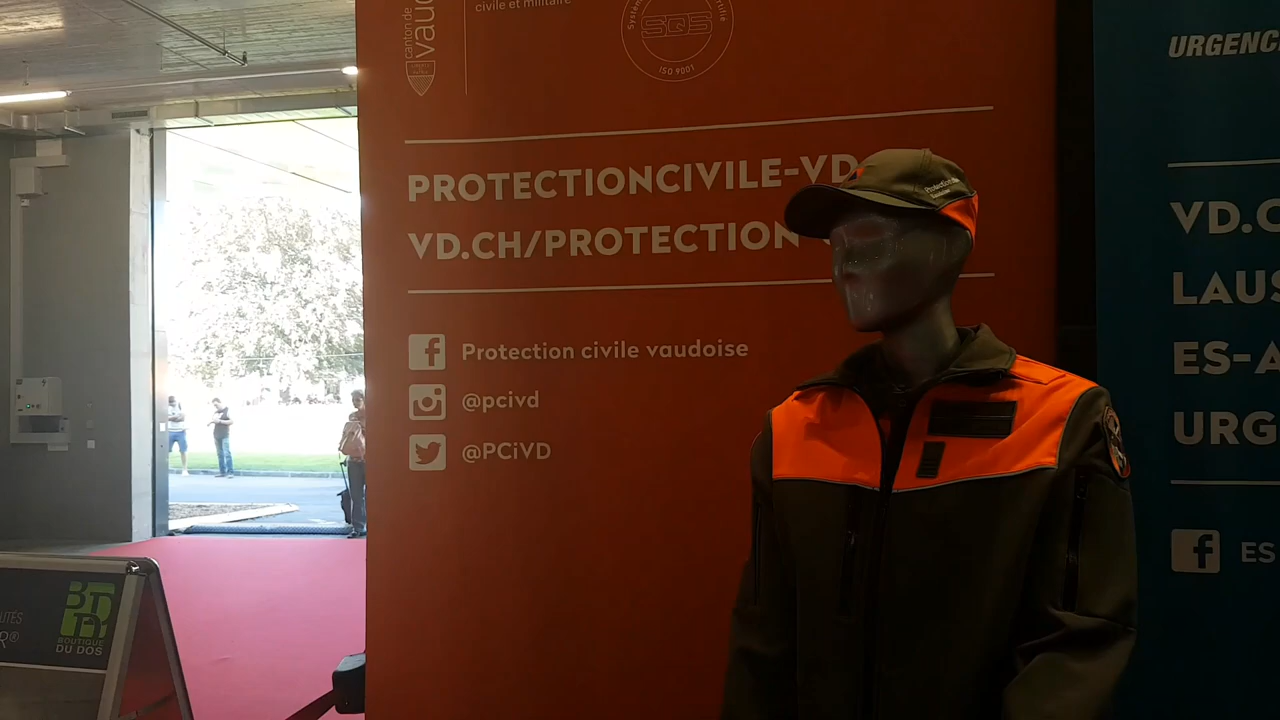 canton de
vaud
civile et militaire
SQS
ISO 9001
PROTECTIONCIVILE-VD
VD.CH/PROTECTION
Protection civile vaudoise
@pcivd
@PCiVD
URGENC
VD.C
LAUS
ES-A
URG
ES
BOUTIQUE
DU DOS